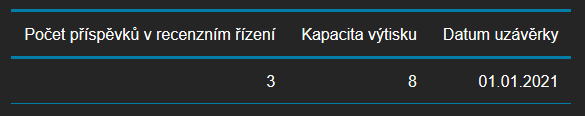 Počet příspěvků v recenzním řízení Kapacita výtisku Datum uzávěrky
3 8 01.01.2021